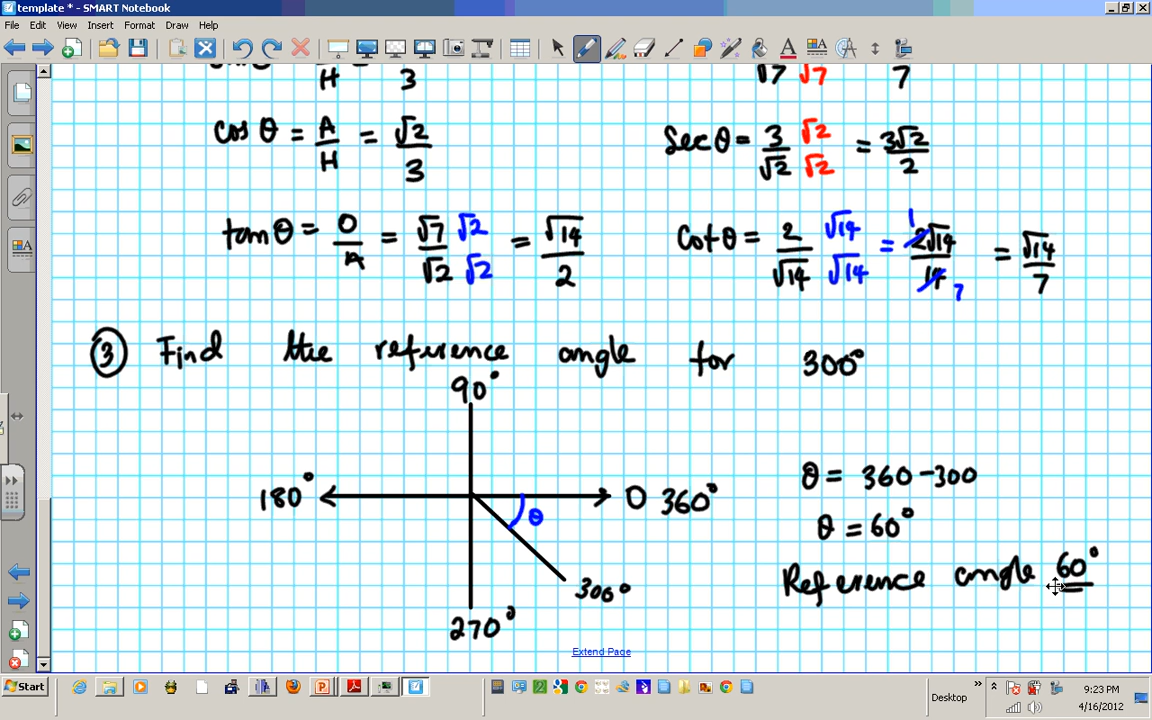 template * - SMART Notebook
File Edit View Insert Format Draw Help
H 3 √7 √7 7
cos θ = A/H = √2/3
Sec θ = 3/√2 √2/√2 = 3√2/2
tan θ = O/A = √7/√2 √2/√2 = √14/2
Cot θ = 2/√14 √14/√14 = 1 2√14/14 7 = √14/7
③ Find the reference angle for 300°
90°
180° 0 360°
θ
300°
270°
θ = 360 - 300
θ = 60°
Reference angle 60°
Extend Page
Start
Desktop
9:23 PM
4/16/2012